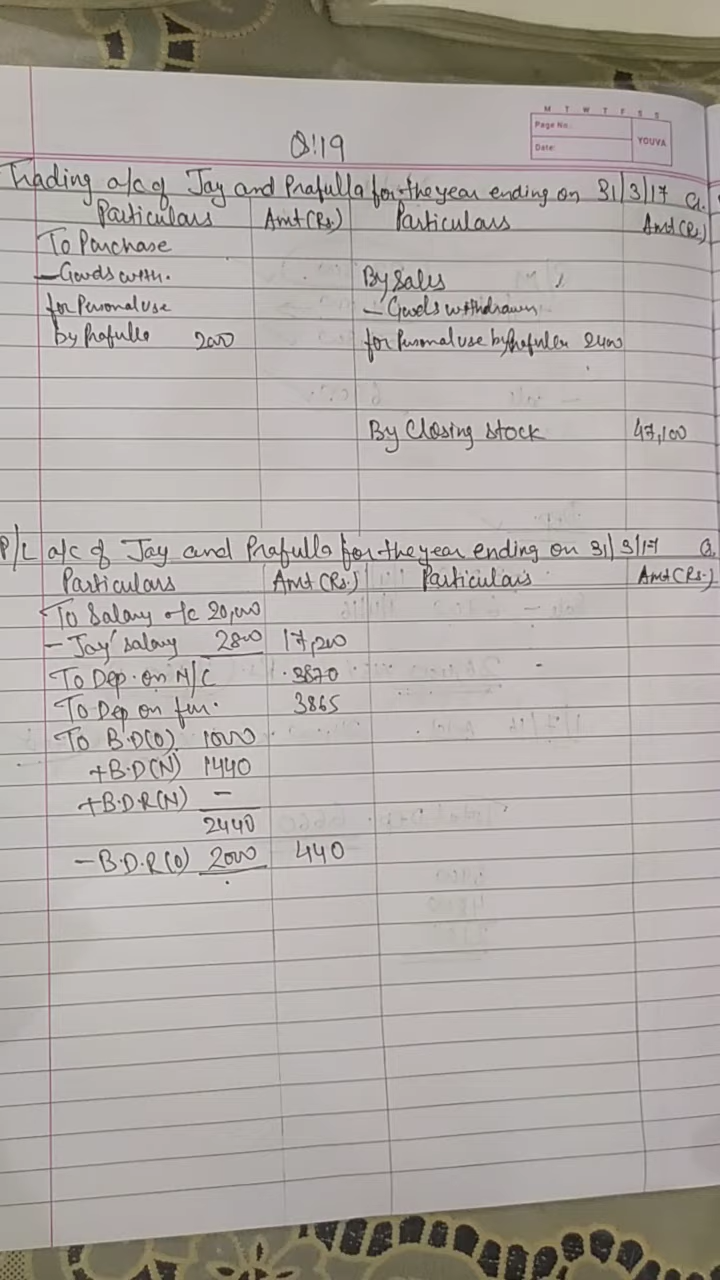 M T W T F S S
Page No.:
Date:
YOUVA
Q:19
Trading a/c of Jay and Prafulla for the year ending on 31/3/17 Cr.
Particulars Amt(Rs.) Particulars Amt(Rs.)
To Purchase
- Goods with. By Sales
for Personal use - Goods withdrawn
by Prafulla 2000 for Personal use by Prafulla 2400
By Closing stock 47,100
P/L a/c of Jay and Prafulla for the year ending on 31/3/17 Cr.
Particulars Amt(Rs.) Particulars Amt(Rs.)
To Salary a/c 20,000
- Jay' salary 2800 17,200
To Dep. on M/C 3870
To Dep on fur. 3865
To B.D(O) 1000
+B.D(N) 1440
+B.D.R(N) -
2440
- B.D.R(O) 2000 440